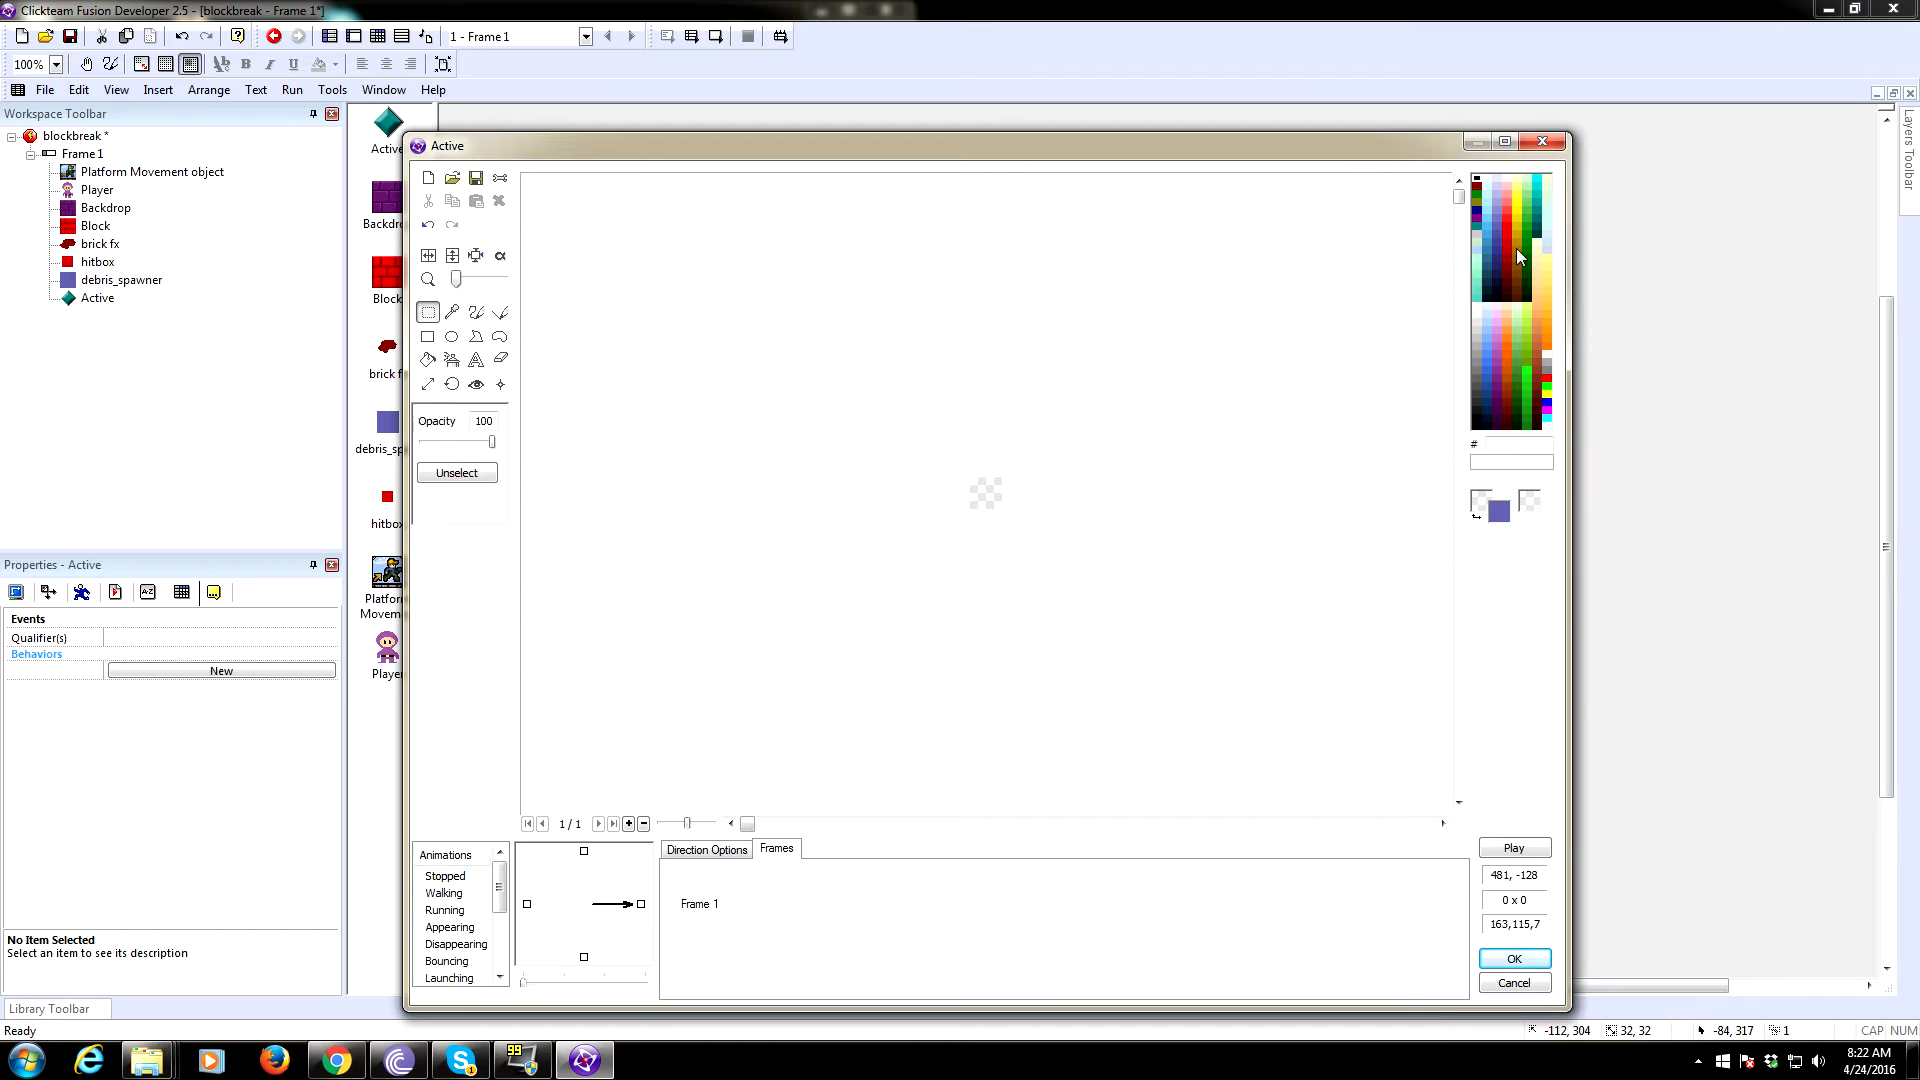 Clickteam Fusion Developer 2.5 - [blockbreak - Frame 1*]
1 - Frame 1
100%
File Edit View Insert Arrange Text Run Tools Window Help
Workspace Toolbar
blockbreak *
Frame 1
Platform Movement object
Player
Backdrop
Block
brick fx
hitbox
debris_spawner
Active
Properties - Active
Events
Qualifier(s)
Behaviors
New
No Item Selected
Select an item to see its description
Library Toolbar
Ready
Layers Toolbar
Active
Backdro
Block
brick f
debris_sp
hitbox
Platfor
Movem
Player
Active
Opacity 100
Unselect
#
1 / 1
Animations
Stopped
Walking
Running
Appearing
Disappearing
Bouncing
Launching
Direction Options
Frames
Frame 1
Play
481, -128
0 x 0
163,115,7
OK
Cancel
-112, 304
32, 32
-84, 317
1
CAP NUM
99
8:22 AM
4/24/2016